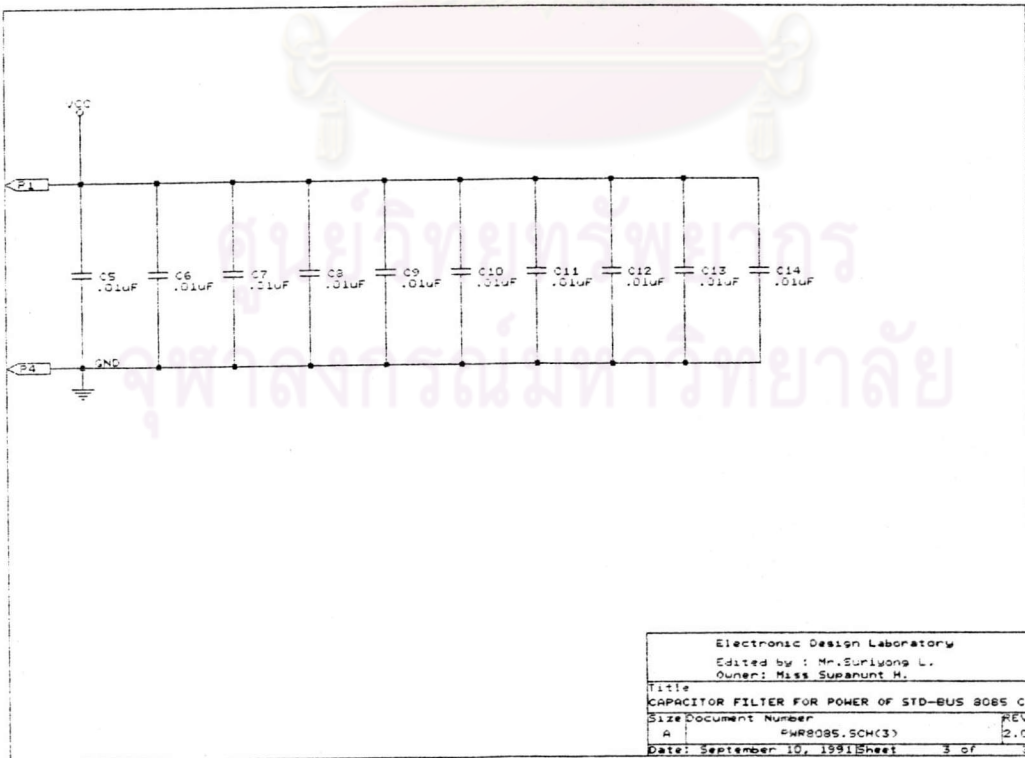 VCC
P1
C5 C6 C7 C8 C9 C10 C11 C12 C13 C14
.01uF .01uF .01uF .01uF .01uF .01uF .01uF .01uF .01uF .01uF
ศูนย์วิทยทรัพยากร
P4 GND
จุฬาลงกรณ์มหาวิทยาลัย
Electronic Design Laboratory
Edited by : Mr.Suriyong L.
Owner: Miss Supanunt H.
Title
CAPACITOR FILTER FOR POWER OF STD-BUS 8085 C
Size Document Number REV
A PWR8085.SCH(3) 2.0
Date: September 10, 1991 Sheet 3 of